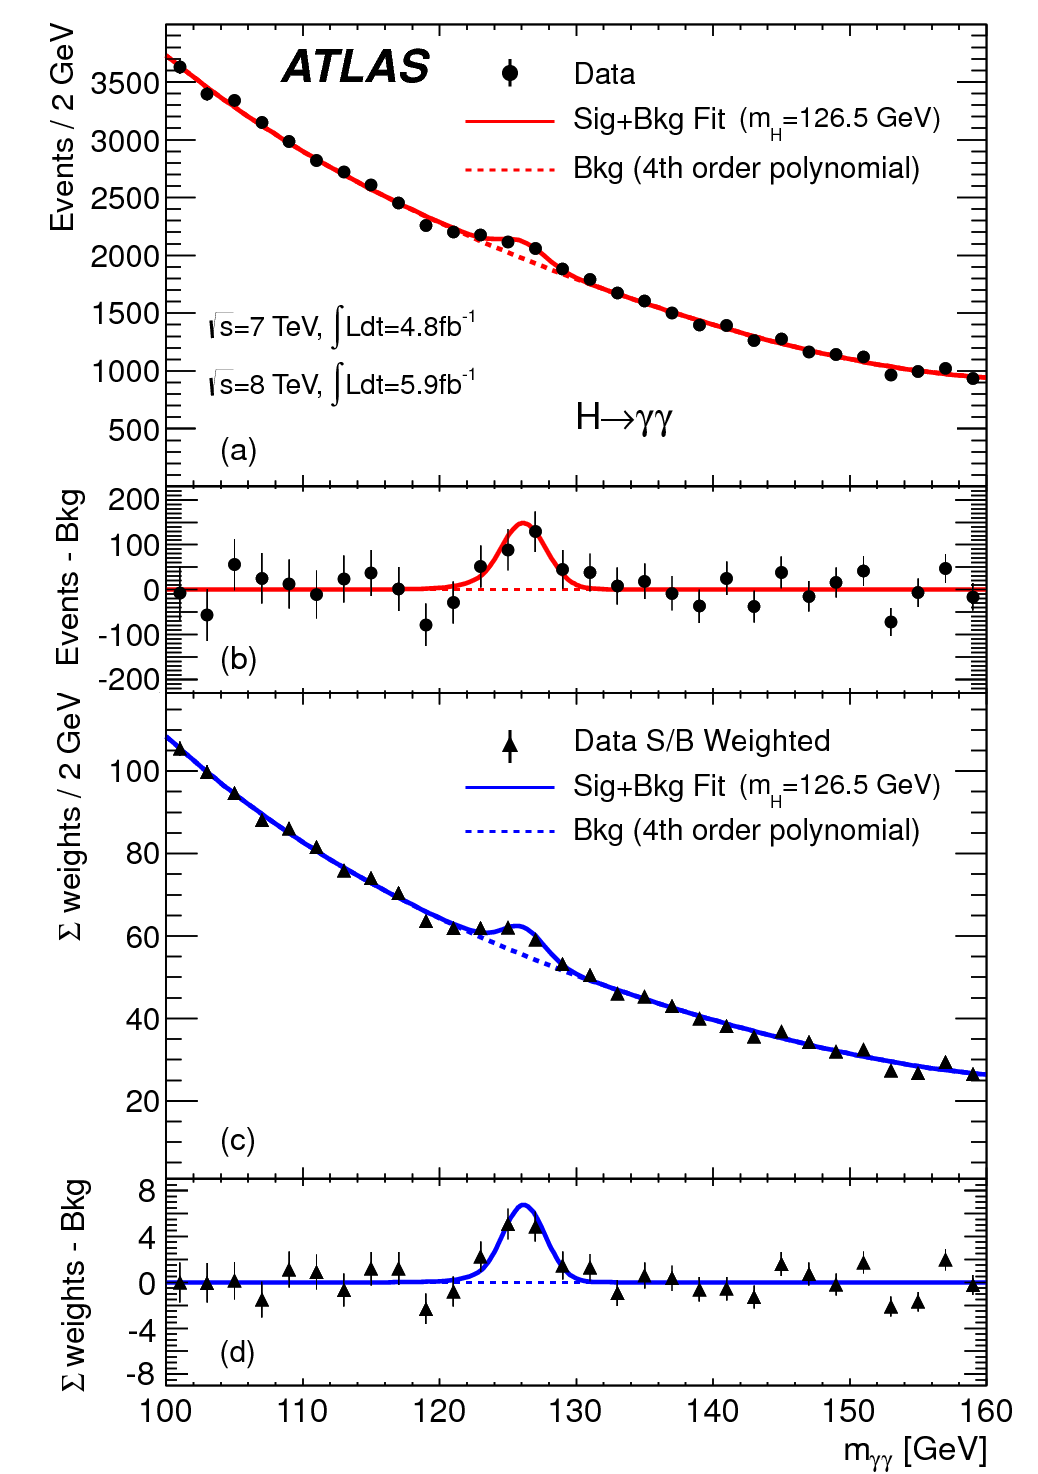 ATLAS
Data
Sig+Bkg Fit (mH=126.5 GeV)
Bkg (4th order polynomial)
Events / 2 GeV
3500
3000
2500
2000
1500
1000
500
√s=7 TeV, ∫Ldt=4.8fb-1
√s=8 TeV, ∫Ldt=5.9fb-1
H→γγ
(a)
Events - Bkg
200
100
0
-100
-200
(b)
Σ weights / 2 GeV
100
80
60
40
20
Data S/B Weighted
Sig+Bkg Fit (mH=126.5 GeV)
Bkg (4th order polynomial)
(c)
Σ weights - Bkg
8
4
0
-4
-8
(d)
100 110 120 130 140 150 160
mγγ [GeV]